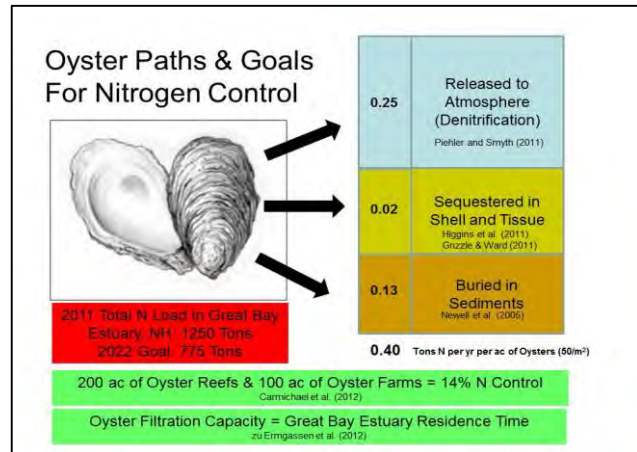 Oyster Paths & Goals
For Nitrogen Control
0.25
Released to
Atmosphere
(Denitrification)
Piehler and Smyth (2011)
0.02
Sequestered in
Shell and Tissue
Higgins et al. (2011)
Grizzle & Ward (2011)
0.13
Buried in
Sediments
Newell et al. (2005)
2011 Total N Load in Great Bay
Estuary, NH: 1250 Tons
2022 Goal: 775 Tons
0.40 Tons N per yr per ac of Oysters (50/m²)
200 ac of Oyster Reefs & 100 ac of Oyster Farms = 14% N Control
Carmichael et al. (2012)
Oyster Filtration Capacity = Great Bay Estuary Residence Time
zu Ermgassen et al. (2012)